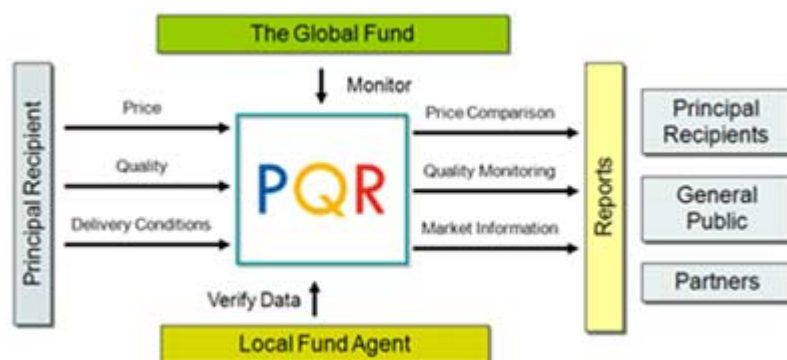 The Global Fund
Monitor
Principal Recipient
Price
Quality
Delivery Conditions
PQR
Price Comparison
Quality Monitoring
Market Information
Reports
Principal
Recipients
General
Public
Partners
Verify Data
Local Fund Agent